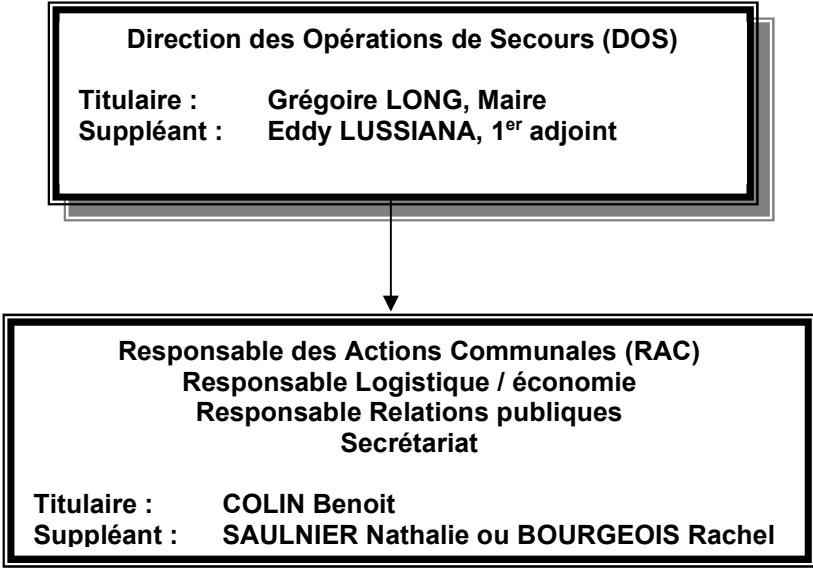 Direction des Opérations de Secours (DOS)
Titulaire : Grégoire LONG, Maire
Suppléant : Eddy LUSSIANA, 1er adjoint
Responsable des Actions Communales (RAC)
Responsable Logistique / économie
Responsable Relations publiques
Secrétariat
Titulaire : COLIN Benoit
Suppléant : SAULNIER Nathalie ou BOURGEOIS Rachel